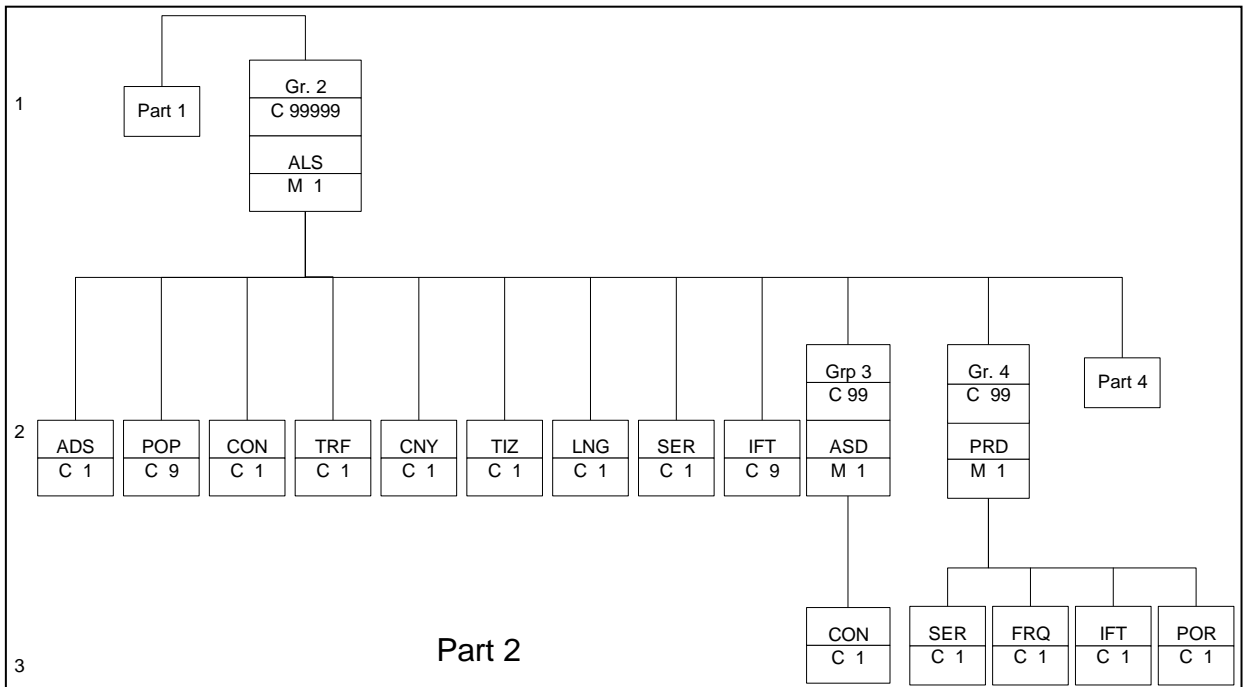 1
Part 1
Gr. 2
C 99999
ALS
M 1
2
ADS
C 1
POP
C 9
CON
C 1
TRF
C 1
CNY
C 1
TIZ
C 1
LNG
C 1
SER
C 1
IFT
C 9
Grp 3
C 99
ASD
M 1
Gr. 4
C 99
PRD
M 1
Part 4
3
Part 2
CON
C 1
SER
C 1
FRQ
C 1
IFT
C 1
POR
C 1